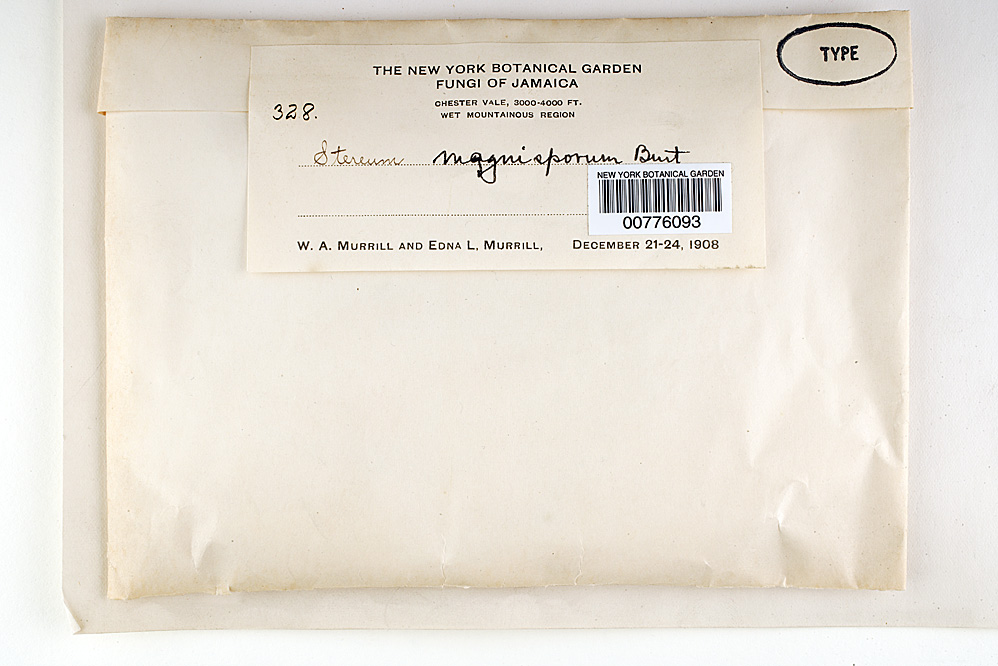 TYPE
THE NEW YORK BOTANICAL GARDEN
FUNGI OF JAMAICA
CHESTER VALE, 3000-4000 FT.
WET MOUNTAINOUS REGION
328.
Stereum magnisporum Burt
NEW YORK BOTANICAL GARDEN
00776093
W. A. MURRILL AND EDNA L, MURRILL, DECEMBER 21-24, 1908